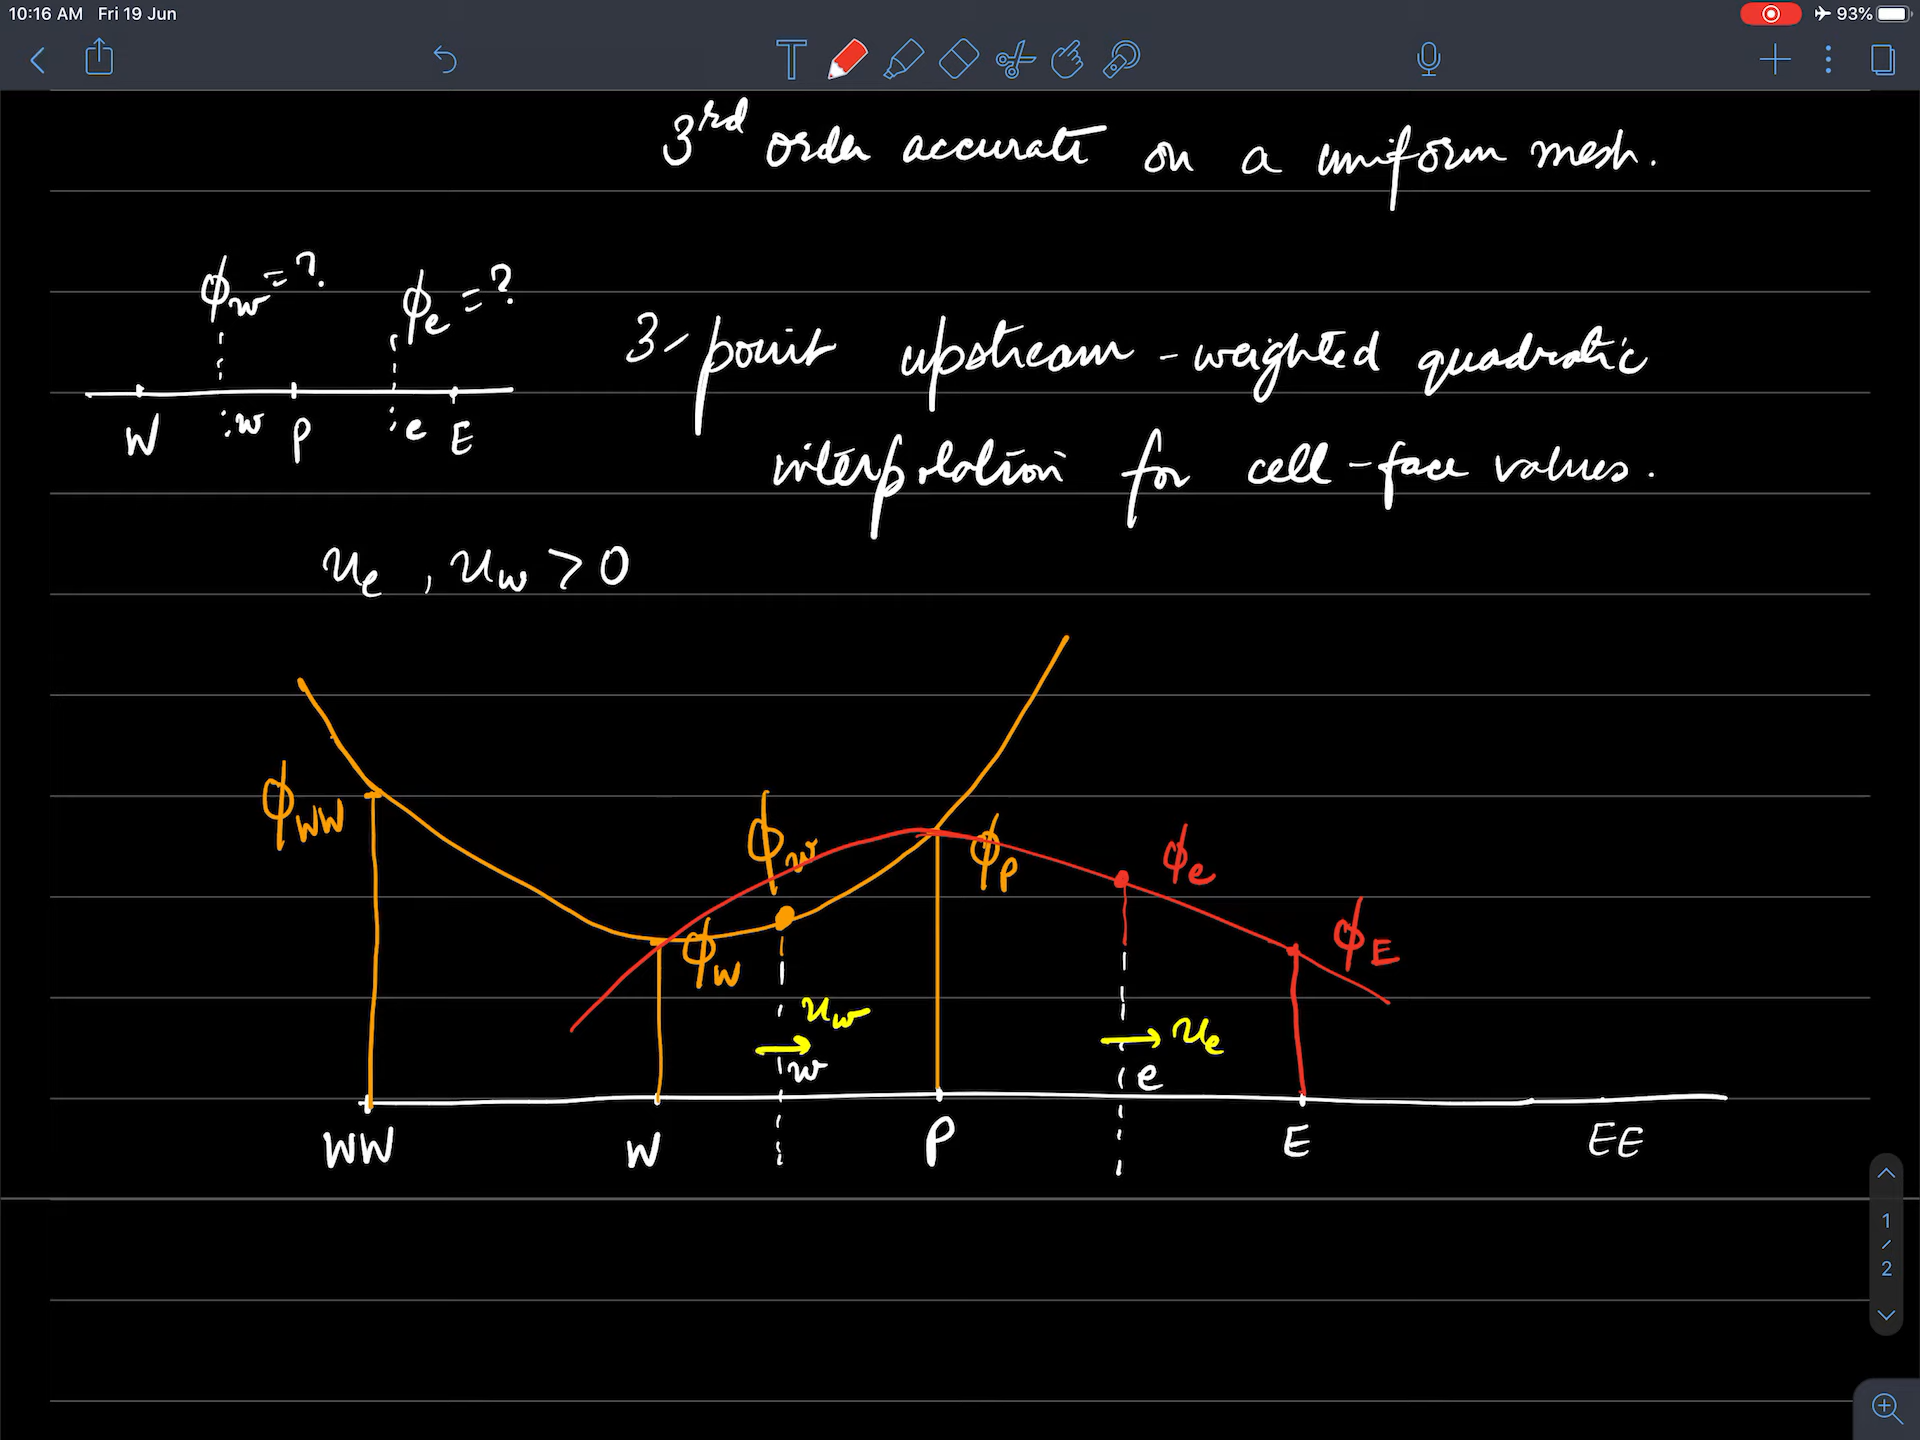 10:16 AM Fri 19 Jun
93%
T
3rd order accurate on a uniform mesh.
ϕw = ? ϕe = ?
3-point upstream-weighted quadratic
W w P e E
interpolation for cell-face values.
ue, uw > 0
ϕWW ϕw ϕP ϕe
ϕW ϕE
uw ue
w e
WW W P E EE
1
/
2